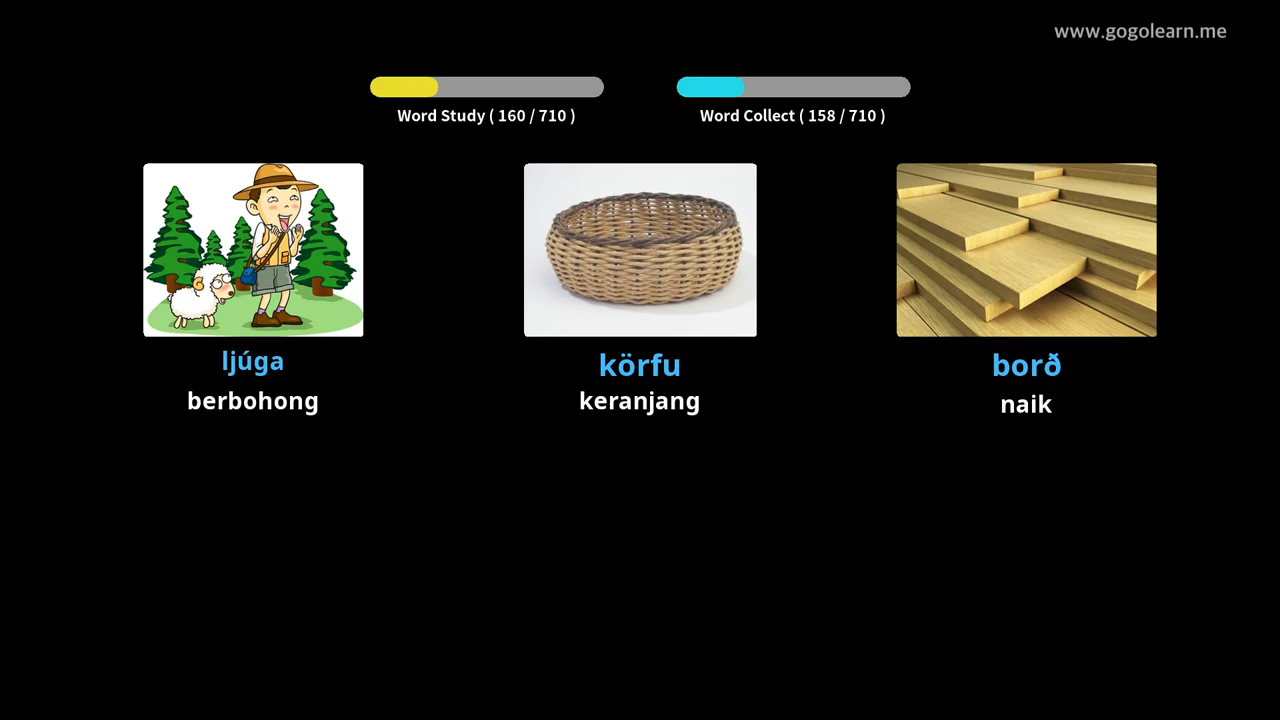 www.gogolearn.me
Word Study ( 160 / 710 )
Word Collect ( 158 / 710 )
ljúga
körfu
borð
berbohong
keranjang
naik